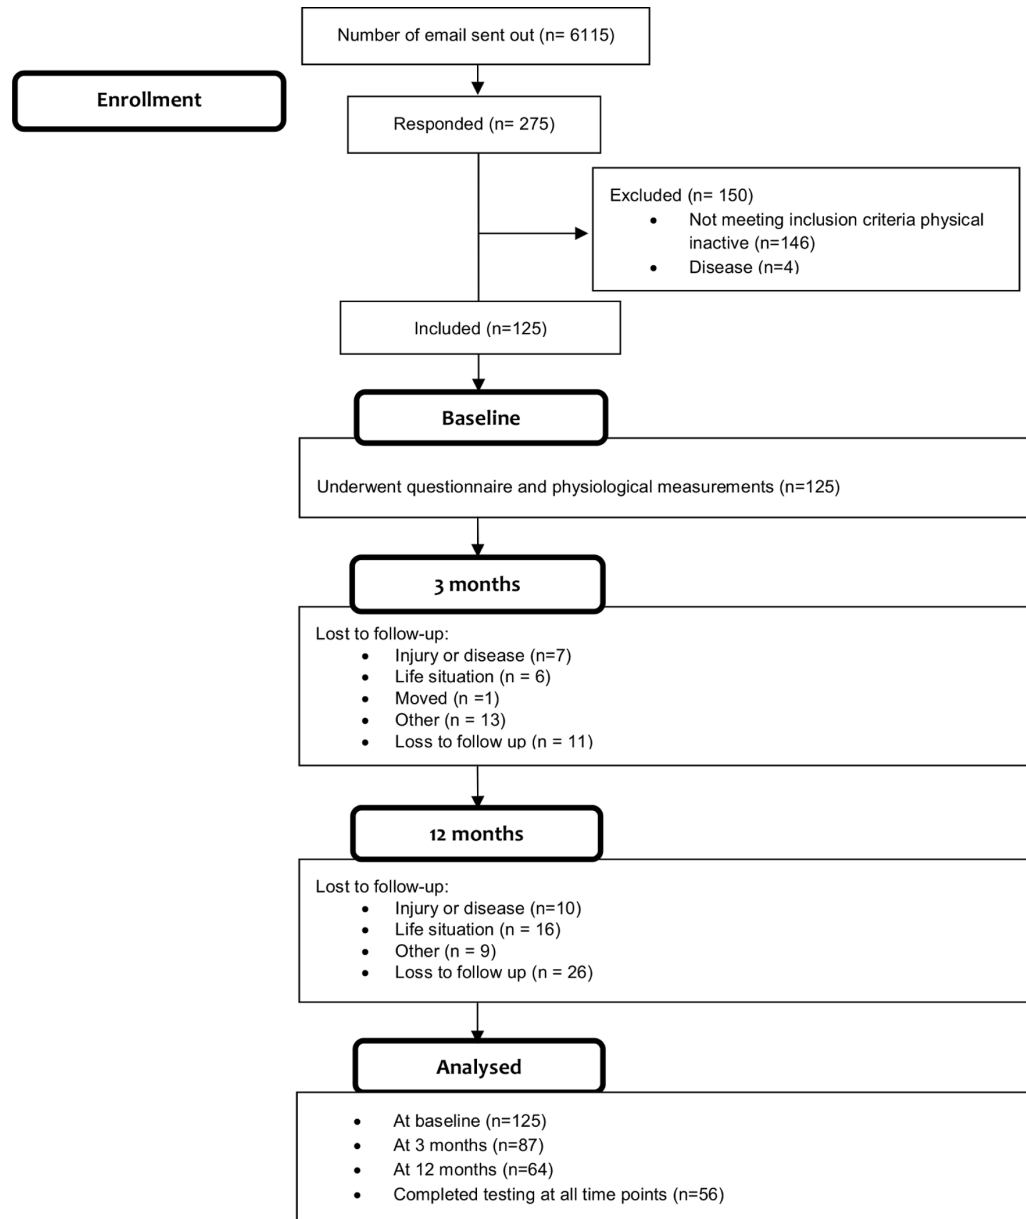 Number of email sent out (n= 6115)
Enrollment
Responded (n= 275)
Excluded (n= 150)
• Not meeting inclusion criteria physical
inactive (n=146)
• Disease (n=4)
Included (n=125)
Baseline
Underwent questionnaire and physiological measurements (n=125)
3 months
Lost to follow-up:
• Injury or disease (n=7)
• Life situation (n = 6)
• Moved (n =1)
• Other (n = 13)
• Loss to follow up (n = 11)
12 months
Lost to follow-up:
• Injury or disease (n=10)
• Life situation (n = 16)
• Other (n = 9)
• Loss to follow up (n = 26)
Analysed
• At baseline (n=125)
• At 3 months (n=87)
• At 12 months (n=64)
• Completed testing at all time points (n=56)